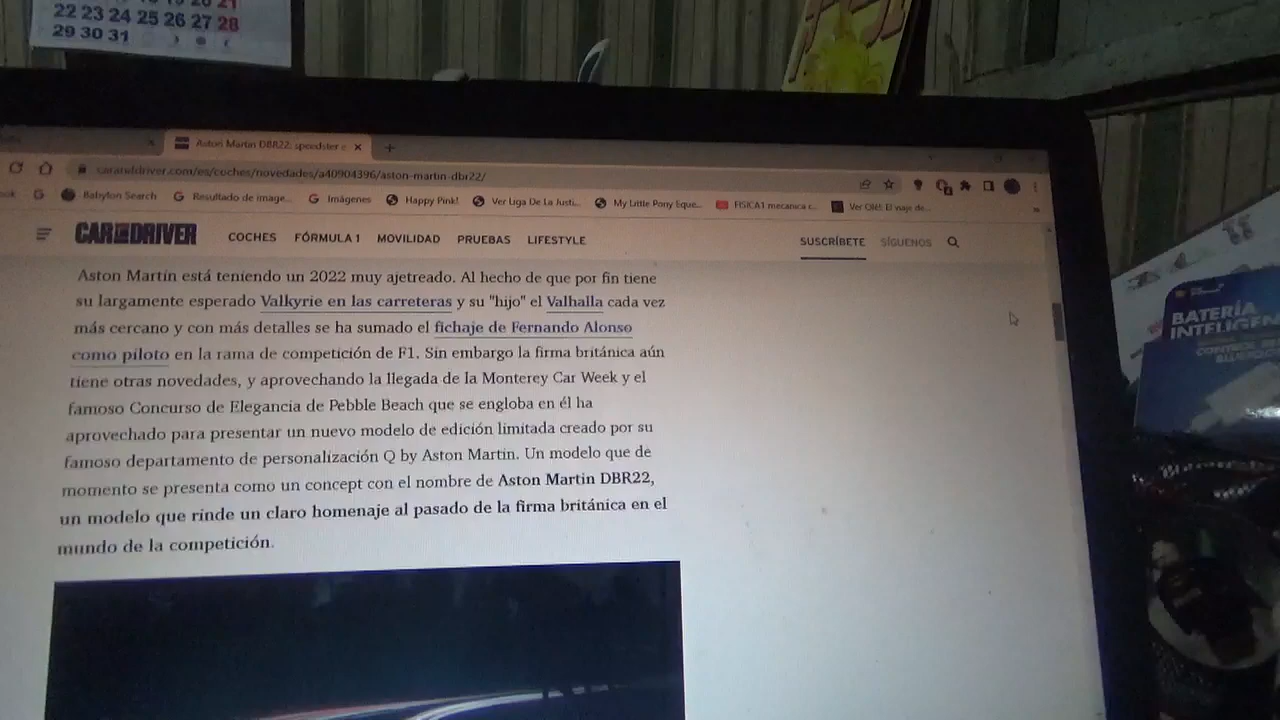 21
22 23 24 25 26 27 28
29 30 31
Aston Martin DBR22: speedster e
caranddriver.com/es/coches/novedades/a40904396/aston-martin-dbr22/
Babylon Search Resultado de image... Imágenes Happy Pink! Ver Liga De La Justi... My Little Pony Eque... FISICA1 mecanica c... Ver Olé! El viaje de...
CAR AND DRIVER COCHES FÓRMULA 1 MOVILIDAD PRUEBAS LIFESTYLE SUSCRÍBETE SÍGUENOS
Aston Martin está teniendo un 2022 muy ajetreado. Al hecho de que por fin tiene
su largamente esperado Valkyrie en las carreteras y su "hijo" el Valhalla cada vez
más cercano y con más detalles se ha sumado el fichaje de Fernando Alonso
como piloto en la rama de competición de F1. Sin embargo la firma británica aún
tiene otras novedades, y aprovechando la llegada de la Monterey Car Week y el
famoso Concurso de Elegancia de Pebble Beach que se engloba en él ha
aprovechado para presentar un nuevo modelo de edición limitada creado por su
famoso departamento de personalización Q by Aston Martin. Un modelo que de
momento se presenta como un concept con el nombre de Aston Martin DBR22,
un modelo que rinde un claro homenaje al pasado de la firma británica en el
mundo de la competición.
BATERÍA
INTELIGEN